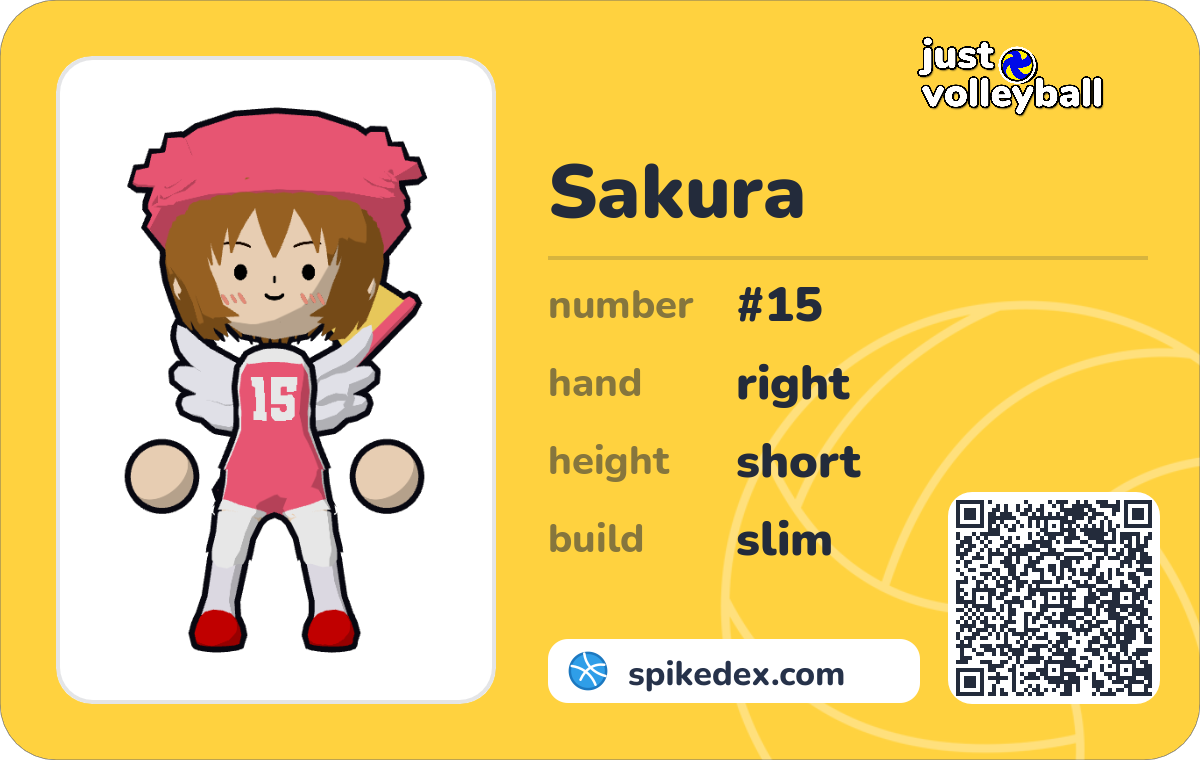 just
volleyball
Sakura
number #15
hand right
height short
build slim
15
spikedex.com